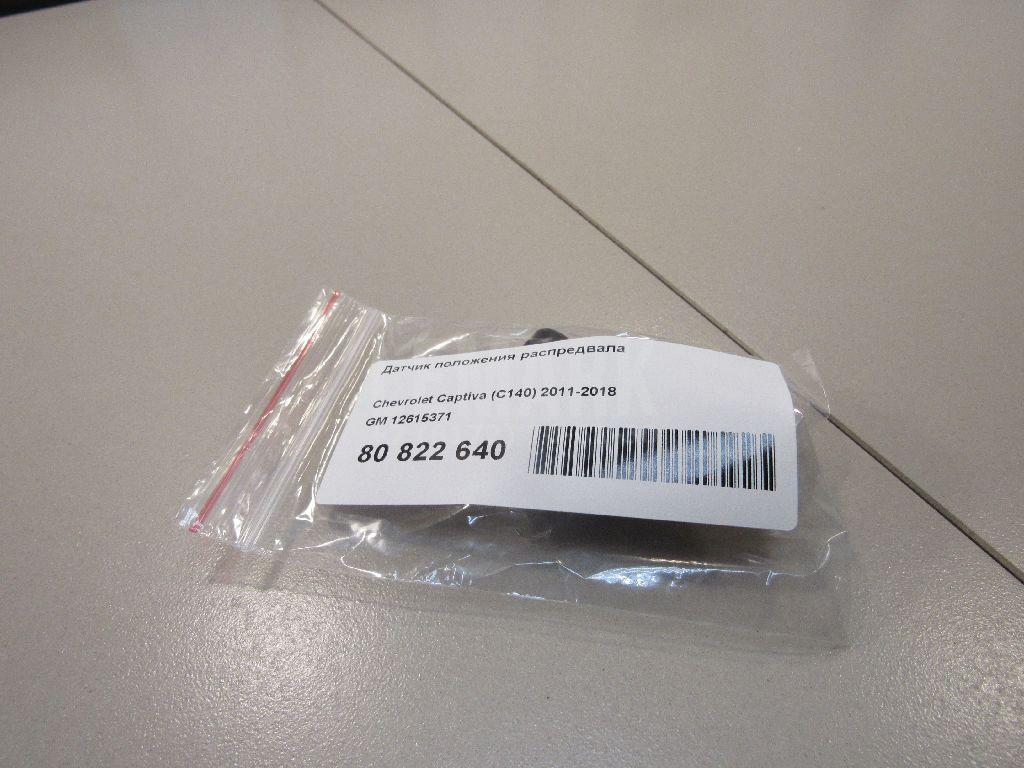 Датчик положения распредвала
Chevrolet Captiva (C140) 2011-2018
GM 12615371
80 822 640